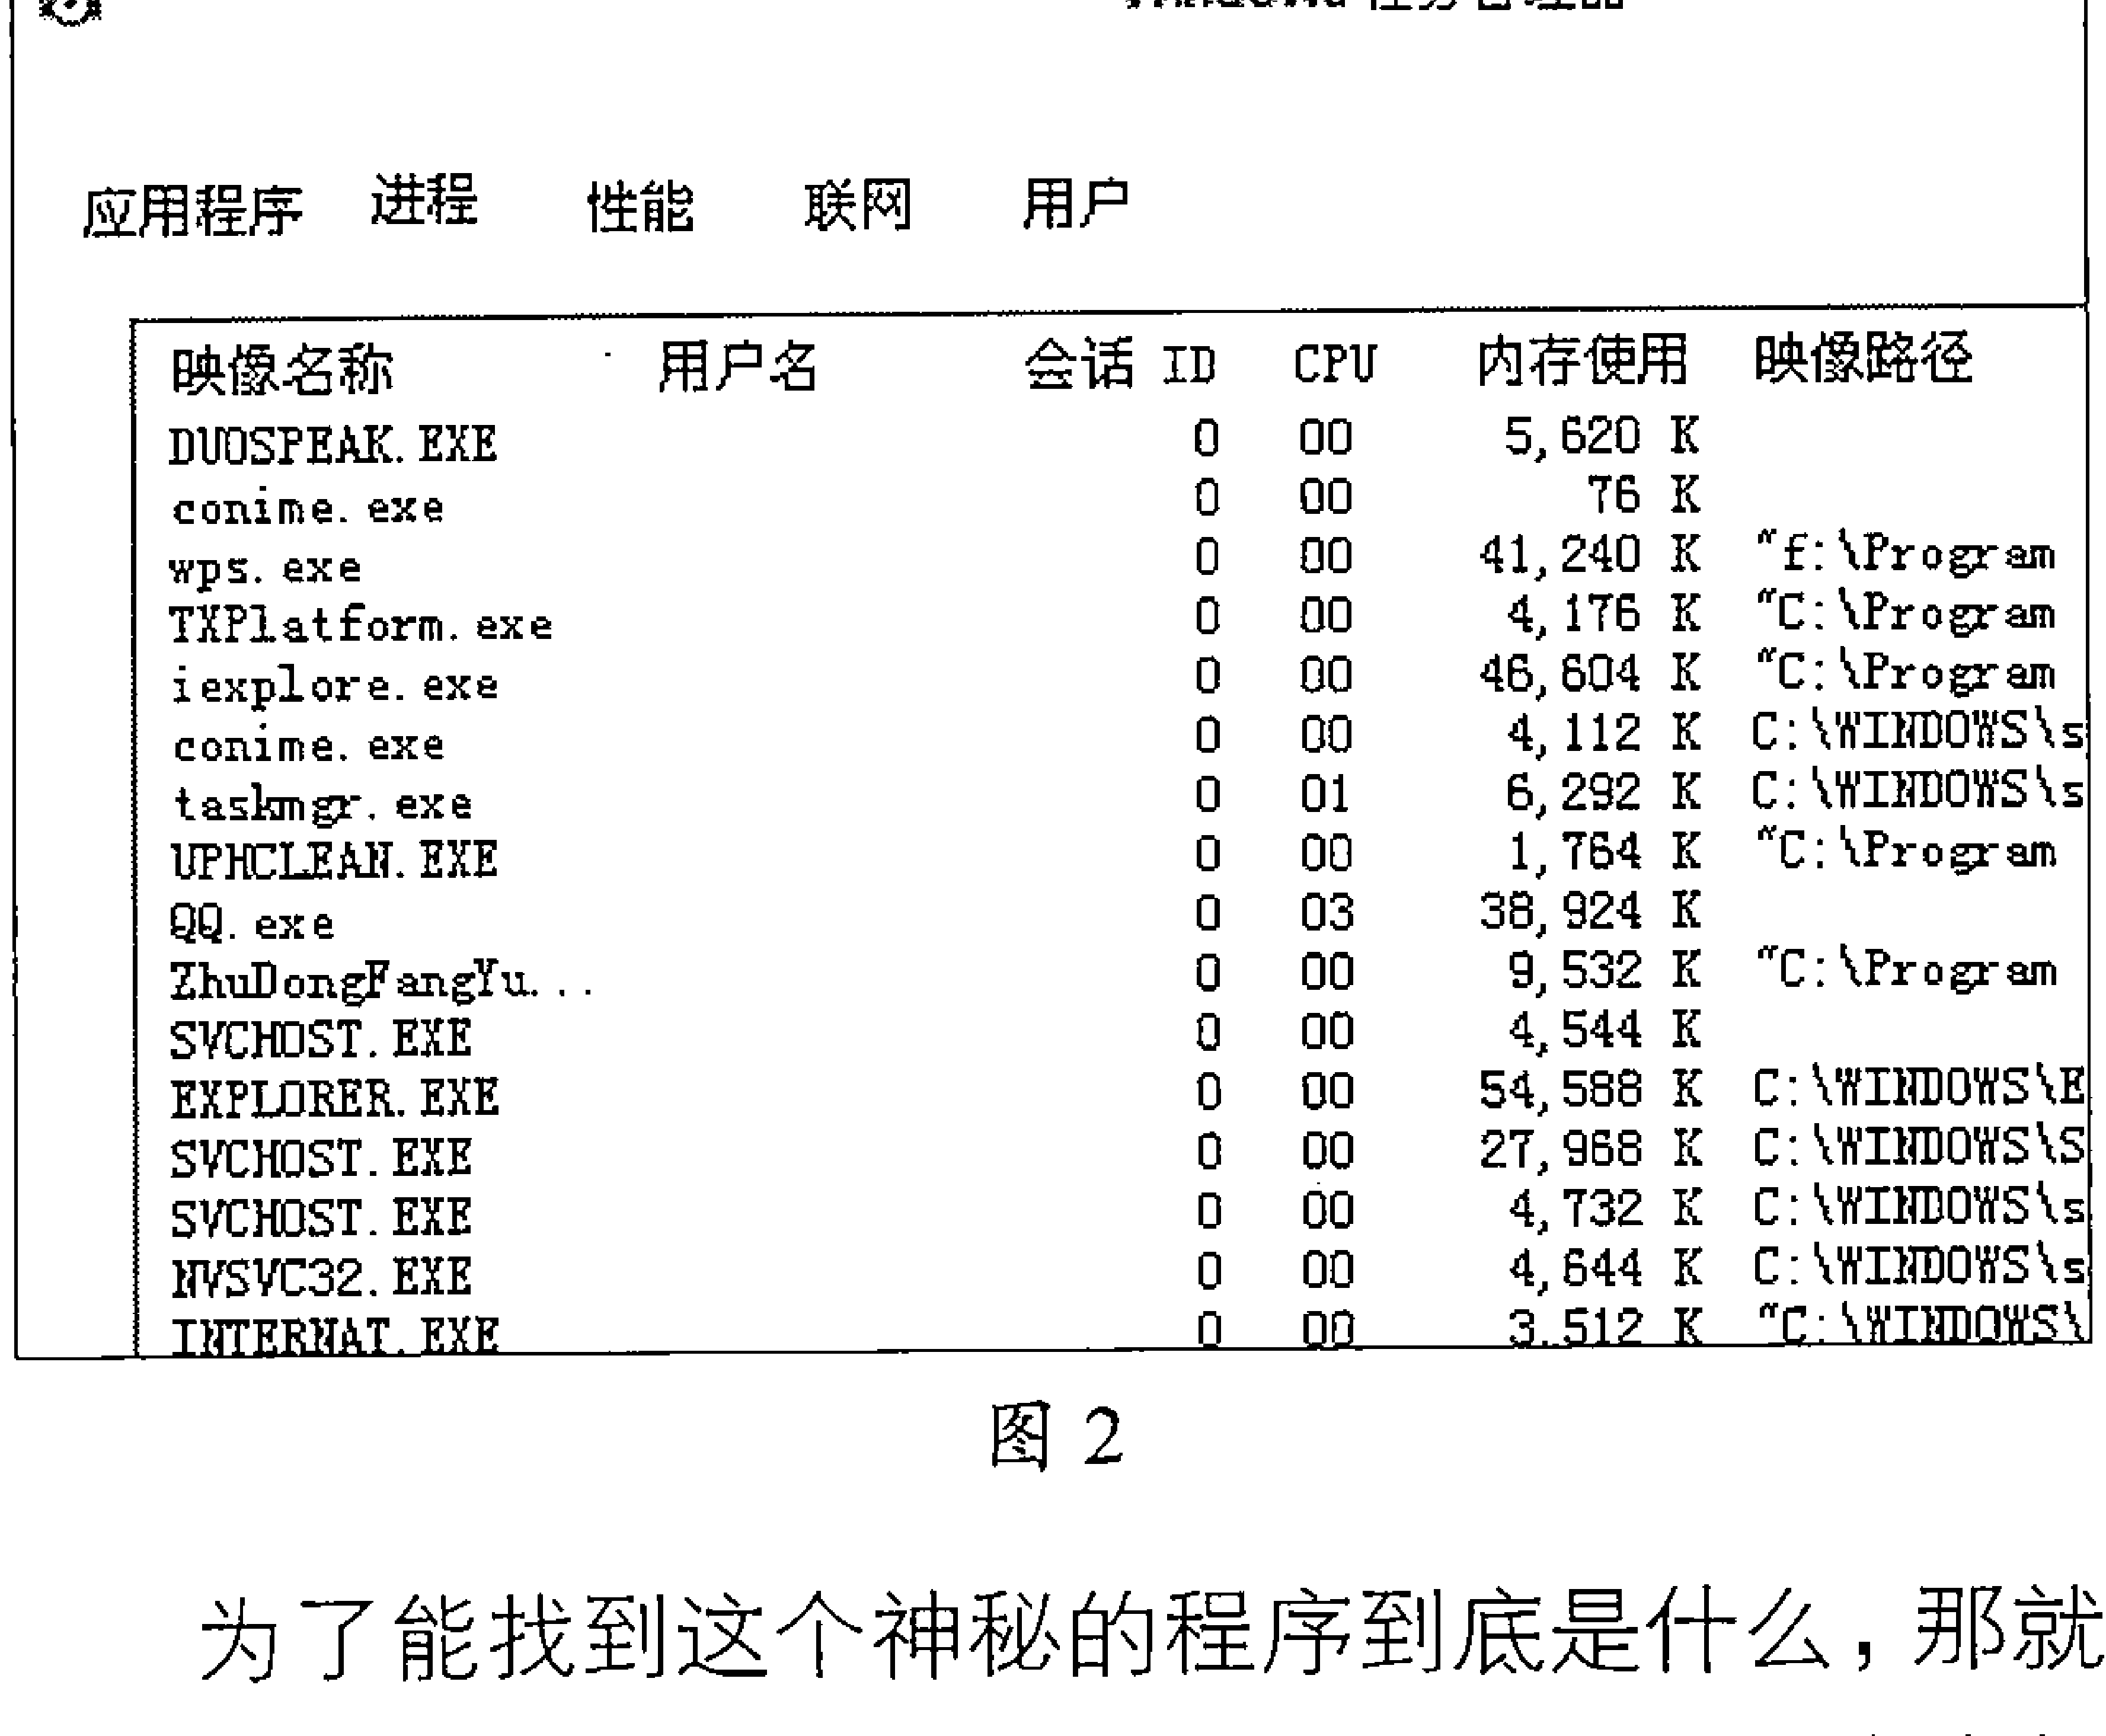 Windows 任务管理器
应用程序 进程 性能 联网 用户
映像名称 用户名 会话 ID CPU 内存使用 映像路径
DUOSPEAK.EXE 0 00 5,620 K
conime.exe 0 00 76 K
wps.exe 0 00 41,240 K "f:\Program
TXPlatform.exe 0 00 4,176 K "C:\Program
iexplore.exe 0 00 46,604 K "C:\Program
conime.exe 0 00 4,112 K C:\WINDOWS\s
taskmgr.exe 0 01 6,292 K C:\WINDOWS\s
UPHCLEAN.EXE 0 00 1,764 K "C:\Program
QQ.exe 0 03 38,924 K
ZhuDongFangYu... 0 00 9,532 K "C:\Program
SVCHOST.EXE 0 00 4,544 K
EXPLORER.EXE 0 00 54,588 K C:\WINDOWS\E
SVCHOST.EXE 0 00 27,968 K C:\WINDOWS\S
SVCHOST.EXE 0 00 4,732 K C:\WINDOWS\s
NVSVC32.EXE 0 00 4,644 K C:\WINDOWS\s
INTERNAT.EXE 0 00 3,512 K "C:\WINDOWS\
图 2
为了能找到这个神秘的程序到底是什么，那就